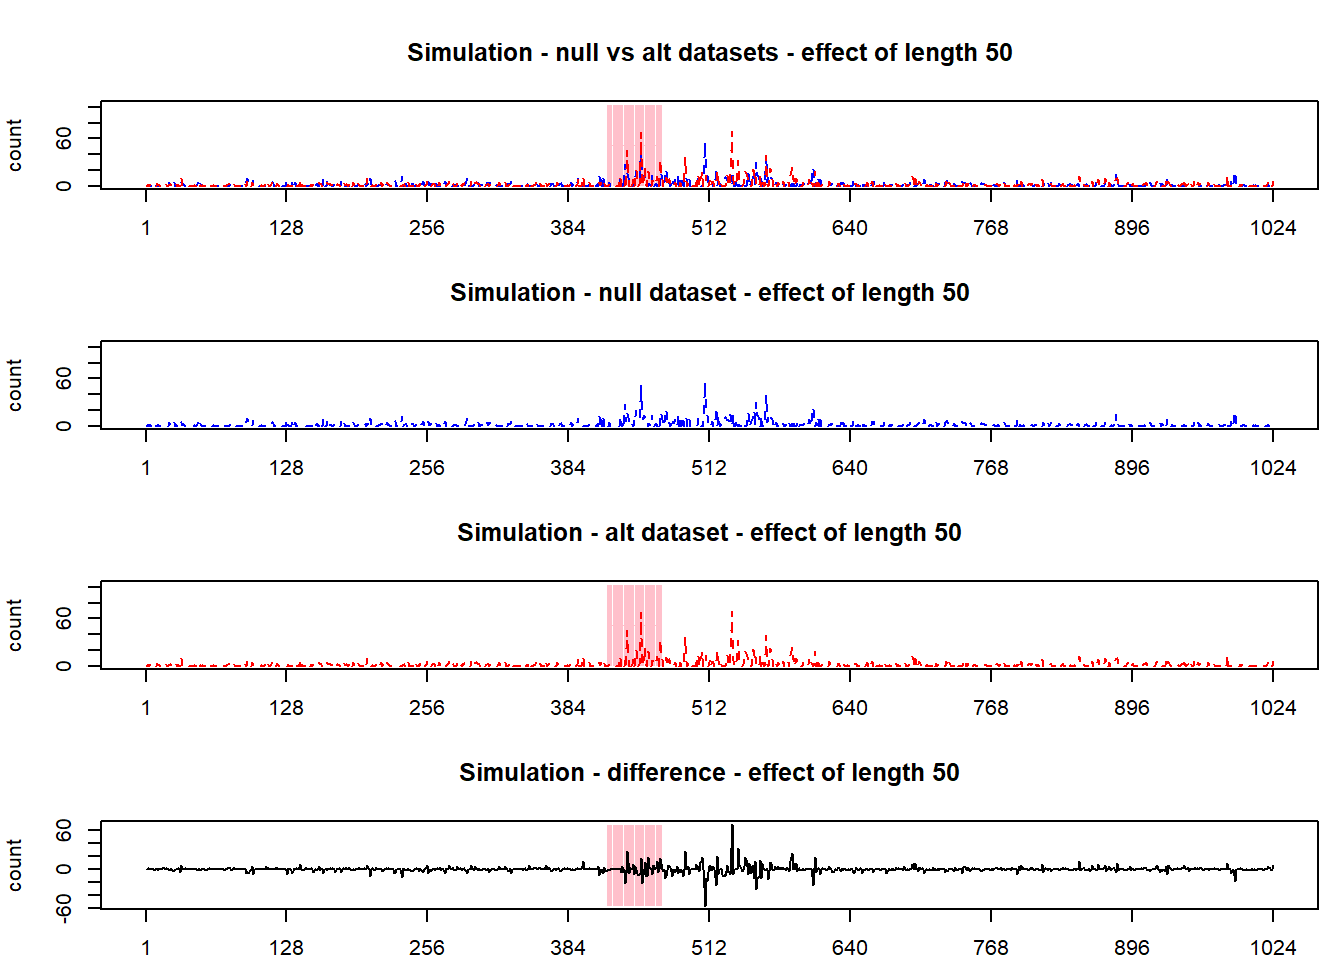 Simulation - null vs alt datasets - effect of length 50
count
60
0
1 128 256 384 512 640 768 896 1024
Simulation - null dataset - effect of length 50
count
60
0
1 128 256 384 512 640 768 896 1024
Simulation - alt dataset - effect of length 50
count
60
0
1 128 256 384 512 640 768 896 1024
Simulation - difference - effect of length 50
count
60
0
-60
1 128 256 384 512 640 768 896 1024